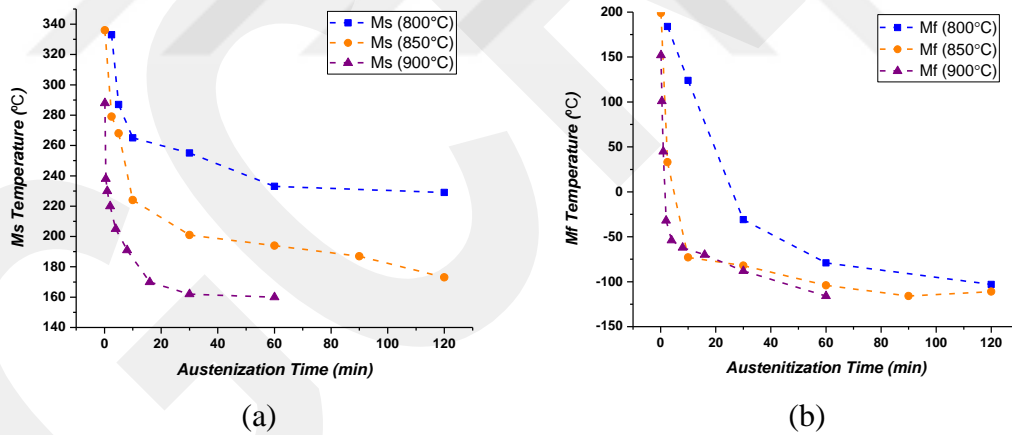 340
320
300
280
260
240
220
200
180
160
140
Ms Temperature (ºC)
0 20 40 60 80 100 120
Austenization Time (min)
Ms (800°C)
Ms (850°C)
Ms (900°C)
(a)
200
150
100
50
0
-50
-100
-150
Mf Temperature (ºC)
0 20 40 60 80 100 120
Austenitization Time (min)
Mf (800°C)
Mf (850°C)
Mf (900°C)
(b)